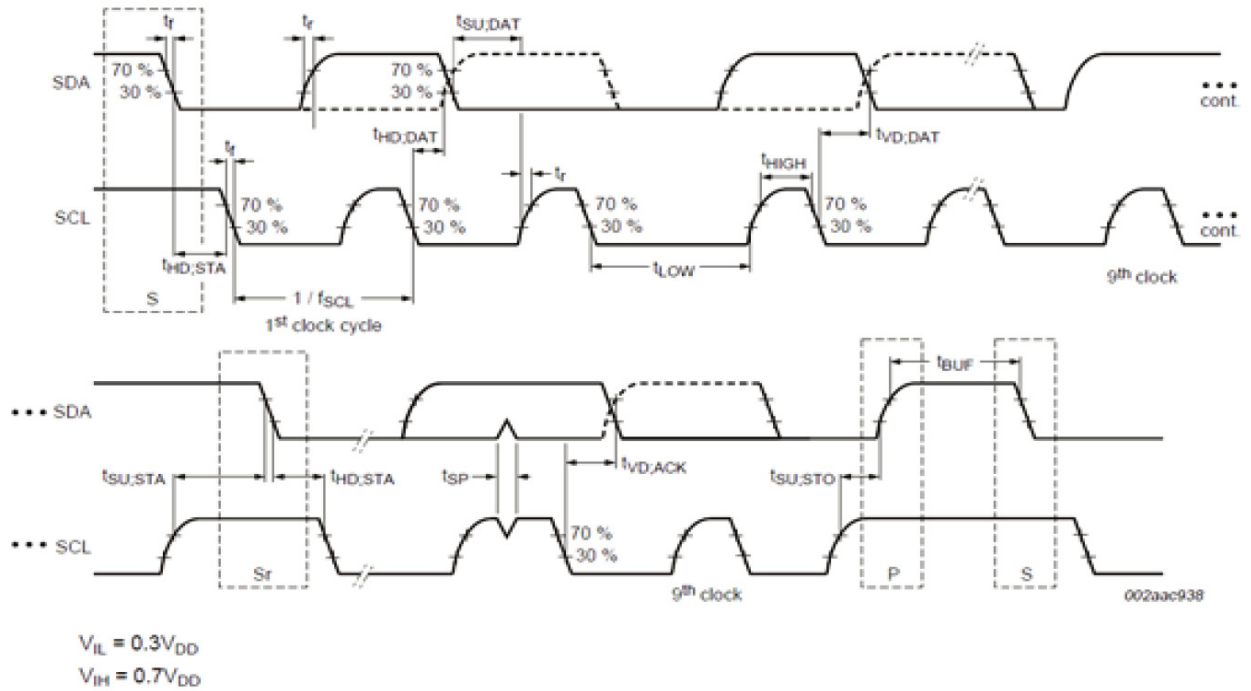 tf tr tSU;DAT
SDA 70 % 30 % 70 % 30 % cont.
tHD;DAT tVD;DAT
tf tr tHIGH
SCL 70 % 30 % 70 % 30 % 70 % 30 % 70 % 30 % cont.
tHD;STA tLOW 9th clock
S 1 / fSCL
1st clock cycle
tBUF
SDA
tSU;STA tHD;STA tSP tVD;ACK tSU;STO
SCL 70 % 30 %
Sr 9th clock P S
002aac938
VIL = 0.3VDD
VIH = 0.7VDD